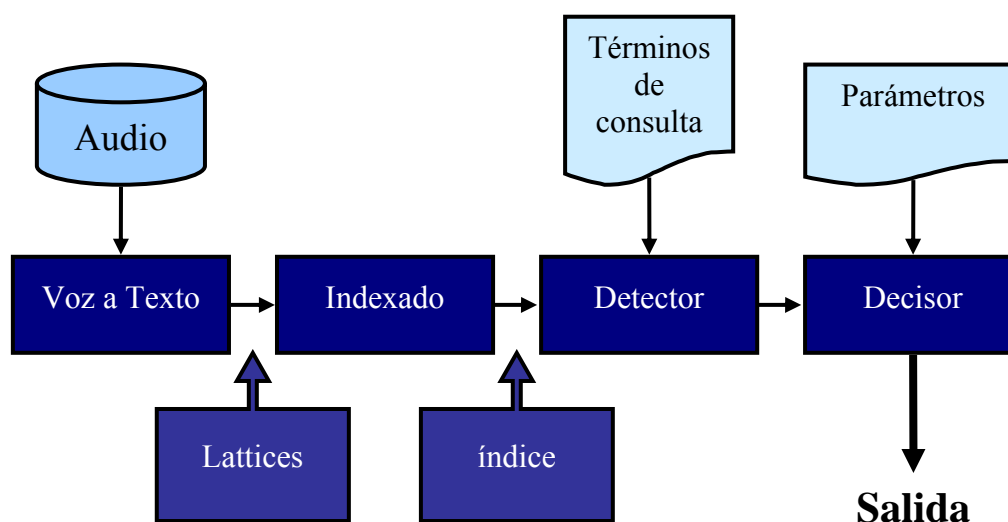 Términos
de
consulta
Parámetros
Audio
Voz a Texto
Indexado
Detector
Decisor
Lattices
índice
Salida